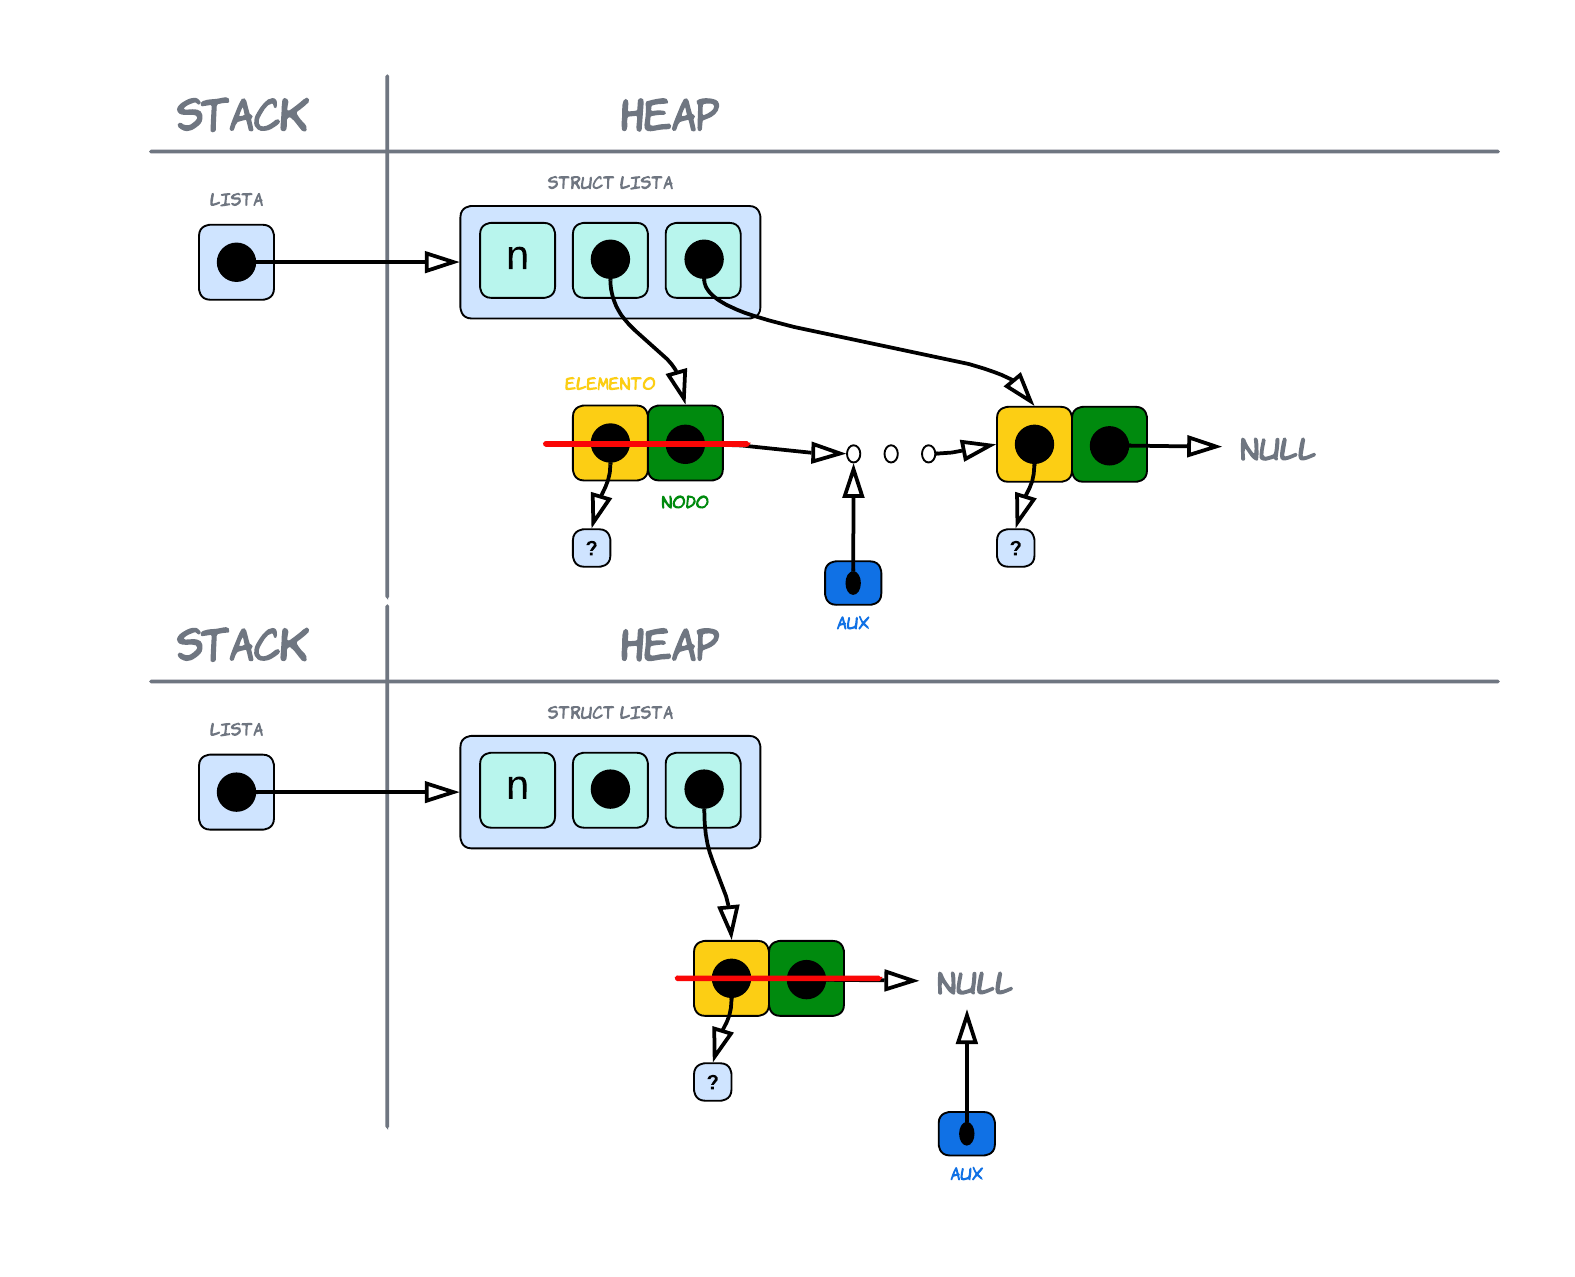 STACK HEAP
STRUCT LISTA
LISTA
n
ELEMENTO
NULL
NODO
? ?
AUX
STACK HEAP
STRUCT LISTA
LISTA
n
NULL
?
AUX